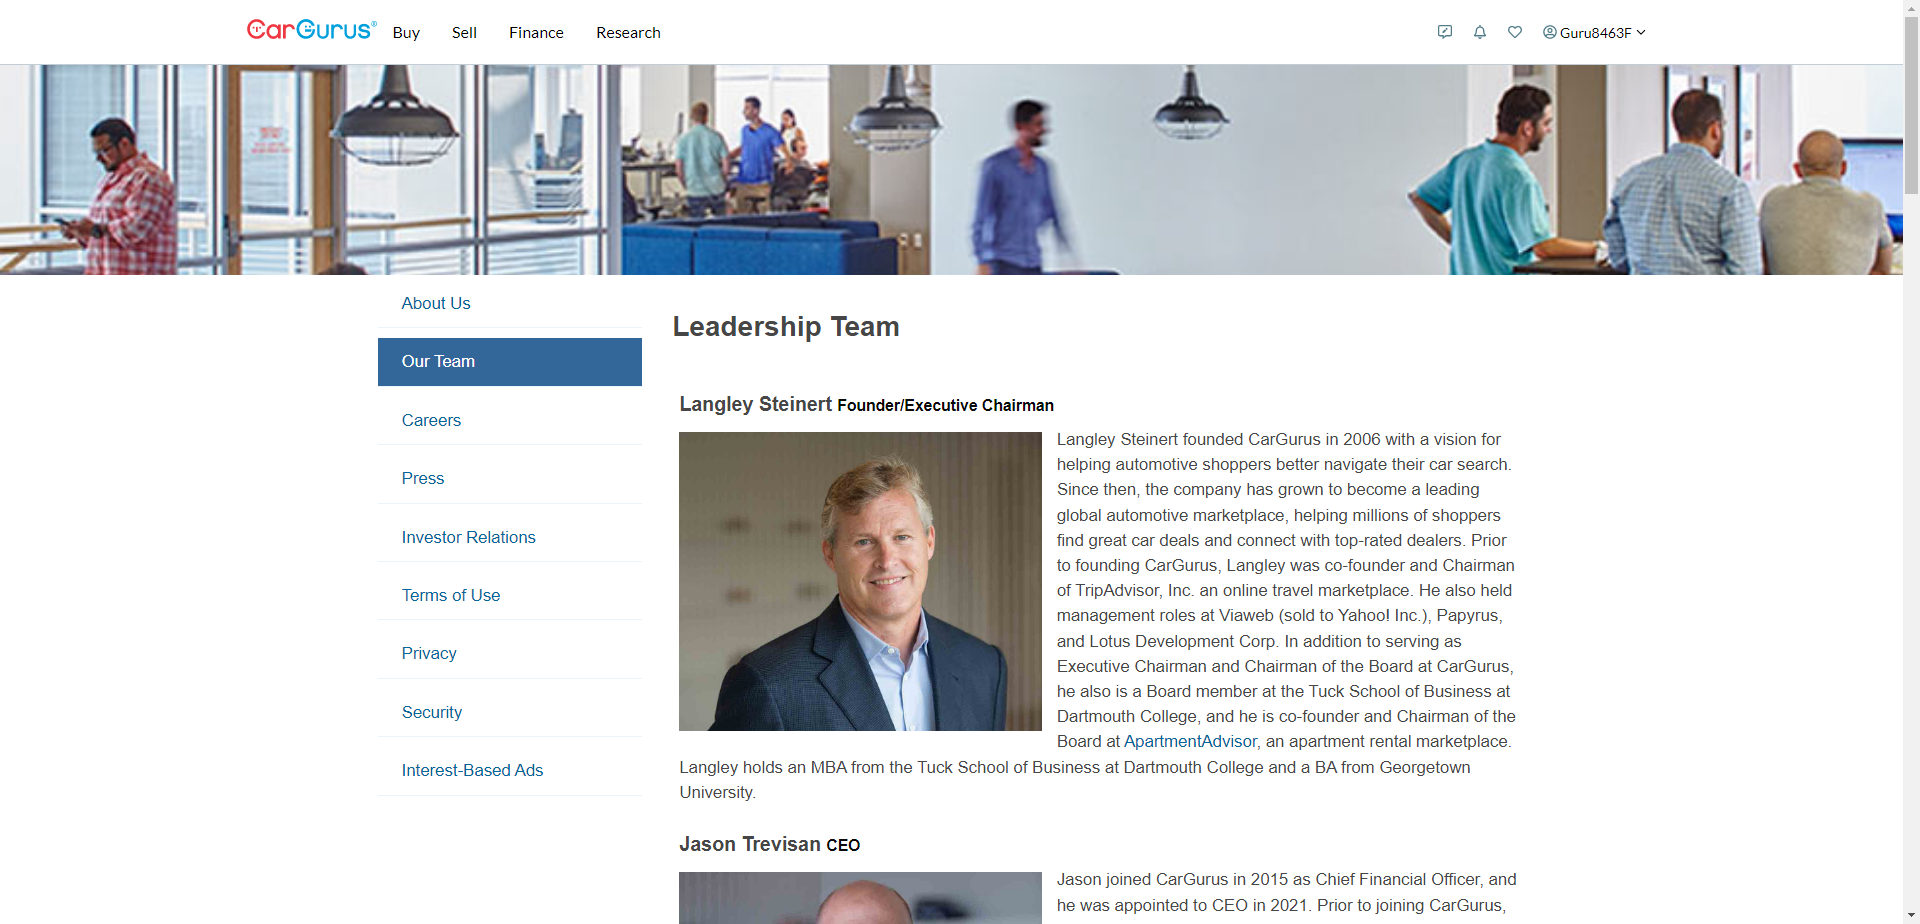 CarGurus® Buy Sell Finance Research Guru8463F
About Us
Our Team
Careers
Press
Investor Relations
Terms of Use
Privacy
Security
Interest-Based Ads
Leadership Team
Langley Steinert Founder/Executive Chairman
Langley Steinert founded CarGurus in 2006 with a vision for
helping automotive shoppers better navigate their car search.
Since then, the company has grown to become a leading
global automotive marketplace, helping millions of shoppers
find great car deals and connect with top-rated dealers. Prior
to founding CarGurus, Langley was co-founder and Chairman
of TripAdvisor, Inc. an online travel marketplace. He also held
management roles at Viaweb (sold to Yahoo! Inc.), Papyrus,
and Lotus Development Corp. In addition to serving as
Executive Chairman and Chairman of the Board at CarGurus,
he also is a Board member at the Tuck School of Business at
Dartmouth College, and he is co-founder and Chairman of the
Board at ApartmentAdvisor, an apartment rental marketplace.
Langley holds an MBA from the Tuck School of Business at Dartmouth College and a BA from Georgetown
University.
Jason Trevisan CEO
Jason joined CarGurus in 2015 as Chief Financial Officer, and
he was appointed to CEO in 2021. Prior to joining CarGurus,